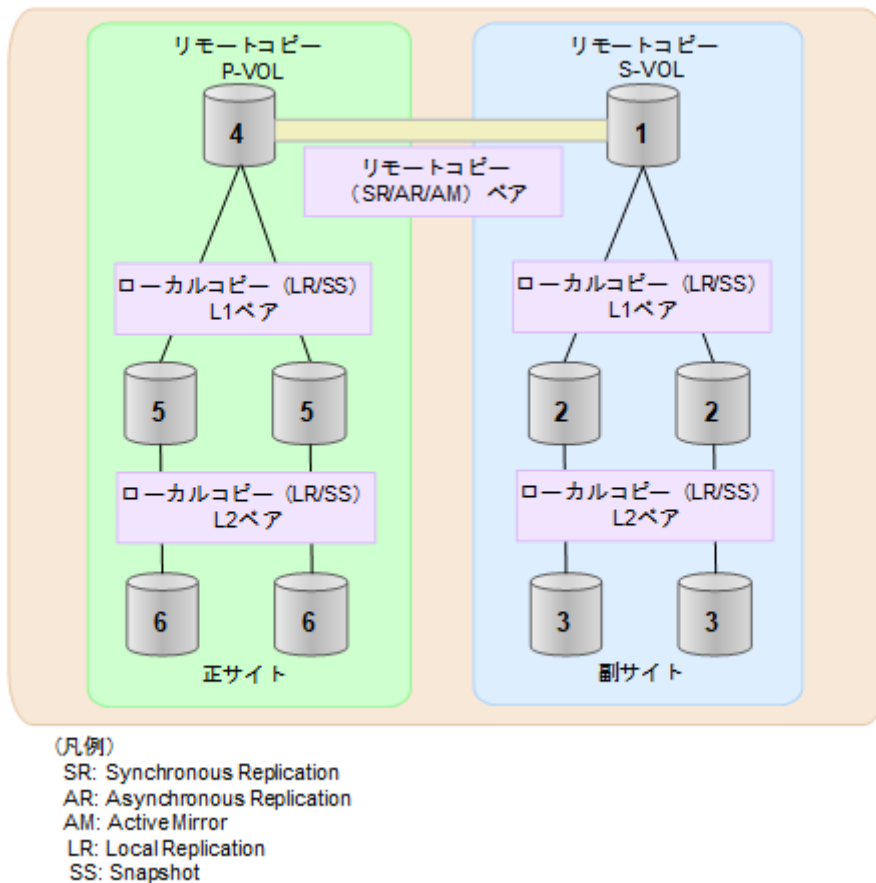 リモートコピー
P-VOL
リモートコピー
S-VOL
4
1
リモートコピー
（SR/AR/AM）ペア
ローカルコピー（LR/SS）
L1ペア
ローカルコピー（LR/SS）
L1ペア
5
5
2
2
ローカルコピー（LR/SS）
L2ペア
ローカルコピー（LR/SS）
L2ペア
6
6
3
3
正サイト
副サイト
（凡例）
SR: Synchronous Replication
AR: Asynchronous Replication
AM: Active Mirror
LR: Local Replication
SS: Snapshot